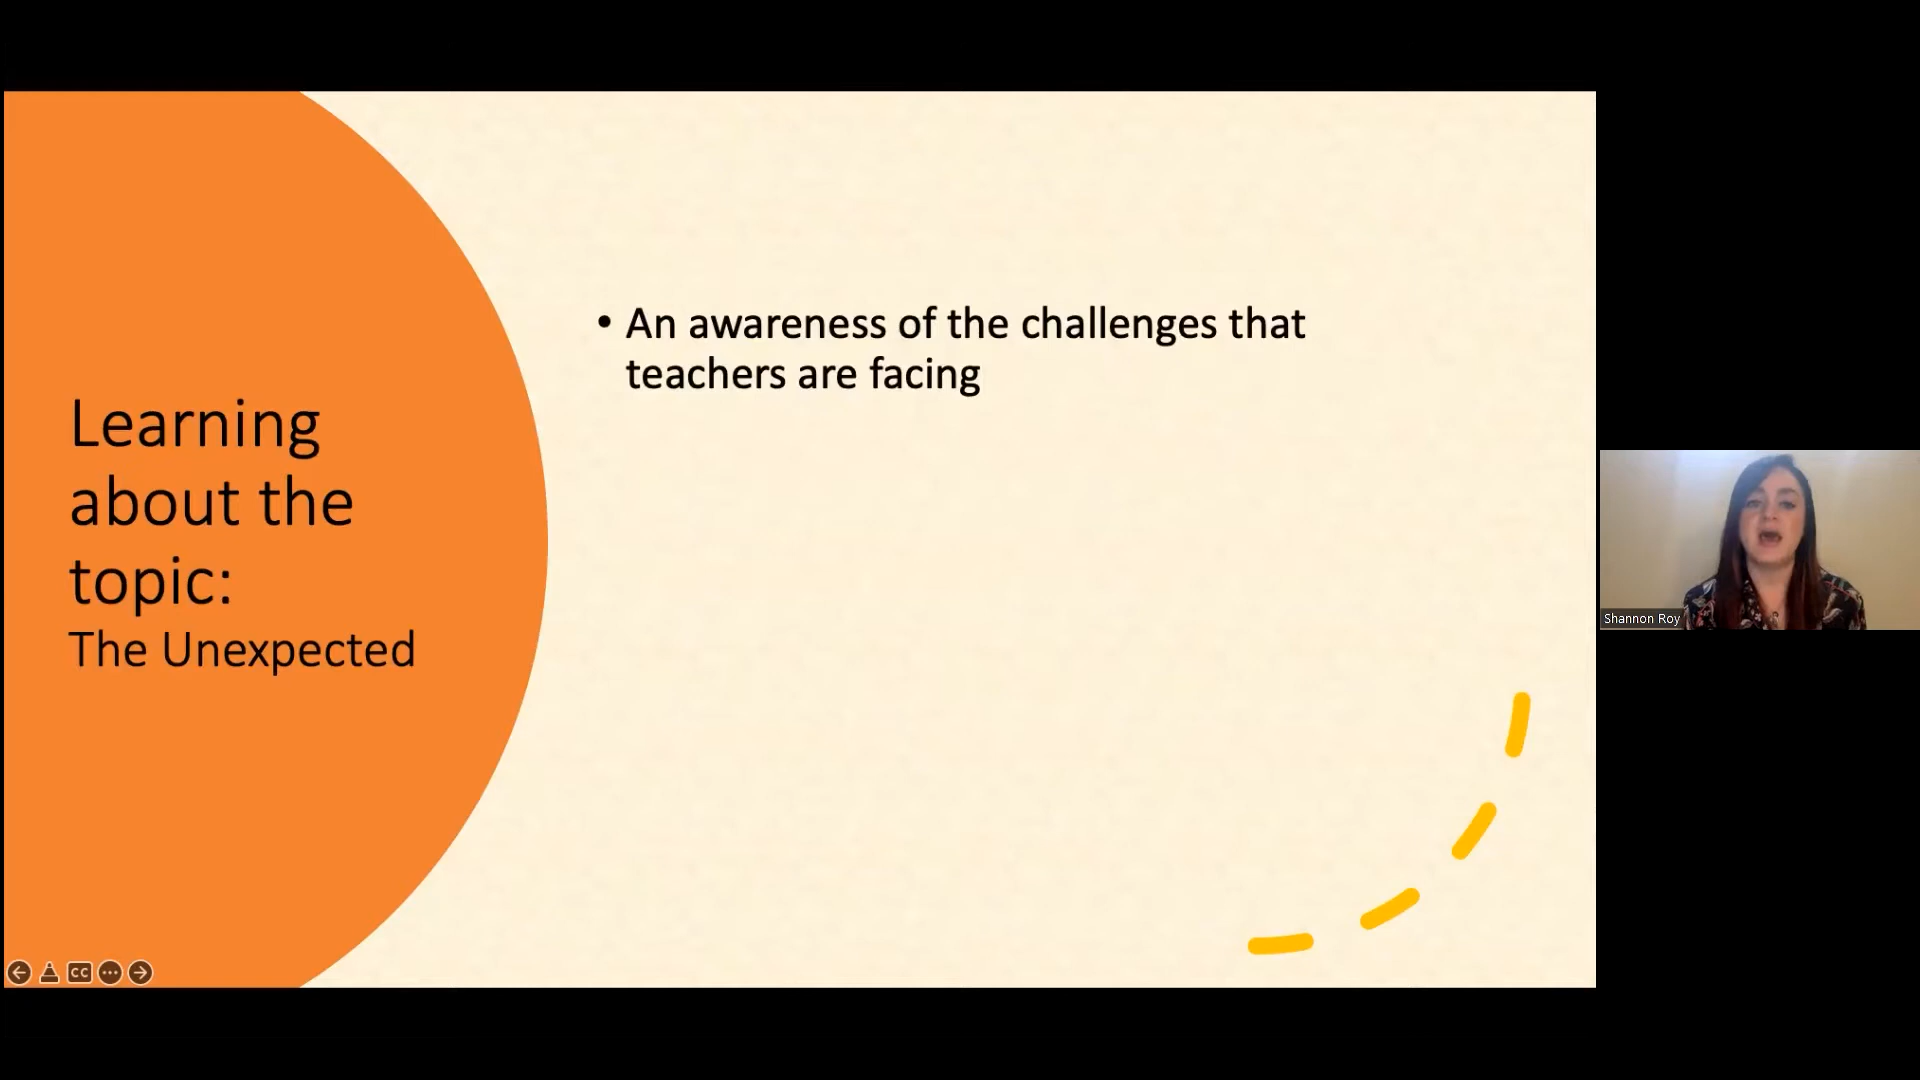 Learning
about the
topic:
The Unexpected
• An awareness of the challenges that
teachers are facing
Shannon Roy
CC